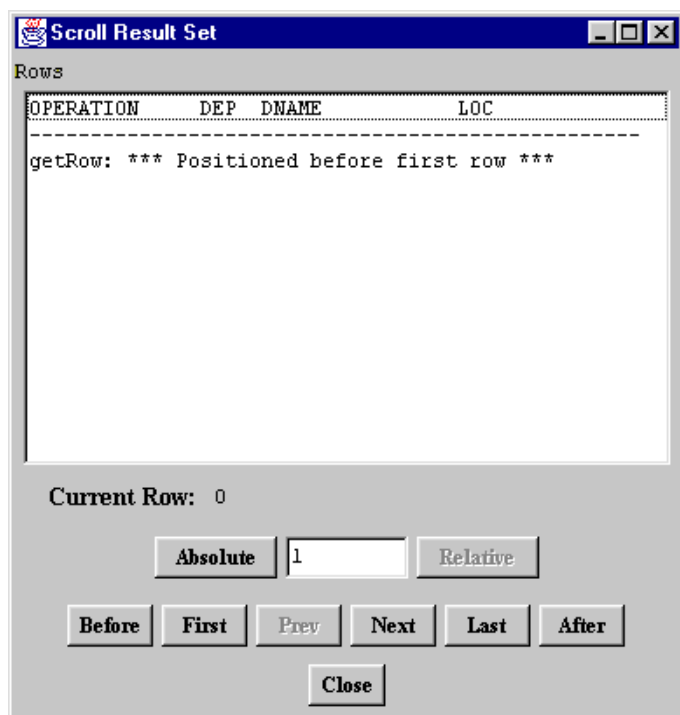 Scroll Result Set
Rows
OPERATION DEP DNAME LOC
--------------------------------------------------
getRow: *** Positioned before first row ***
Current Row: 0
Absolute 1 Relative
Before First Prev Next Last After
Close